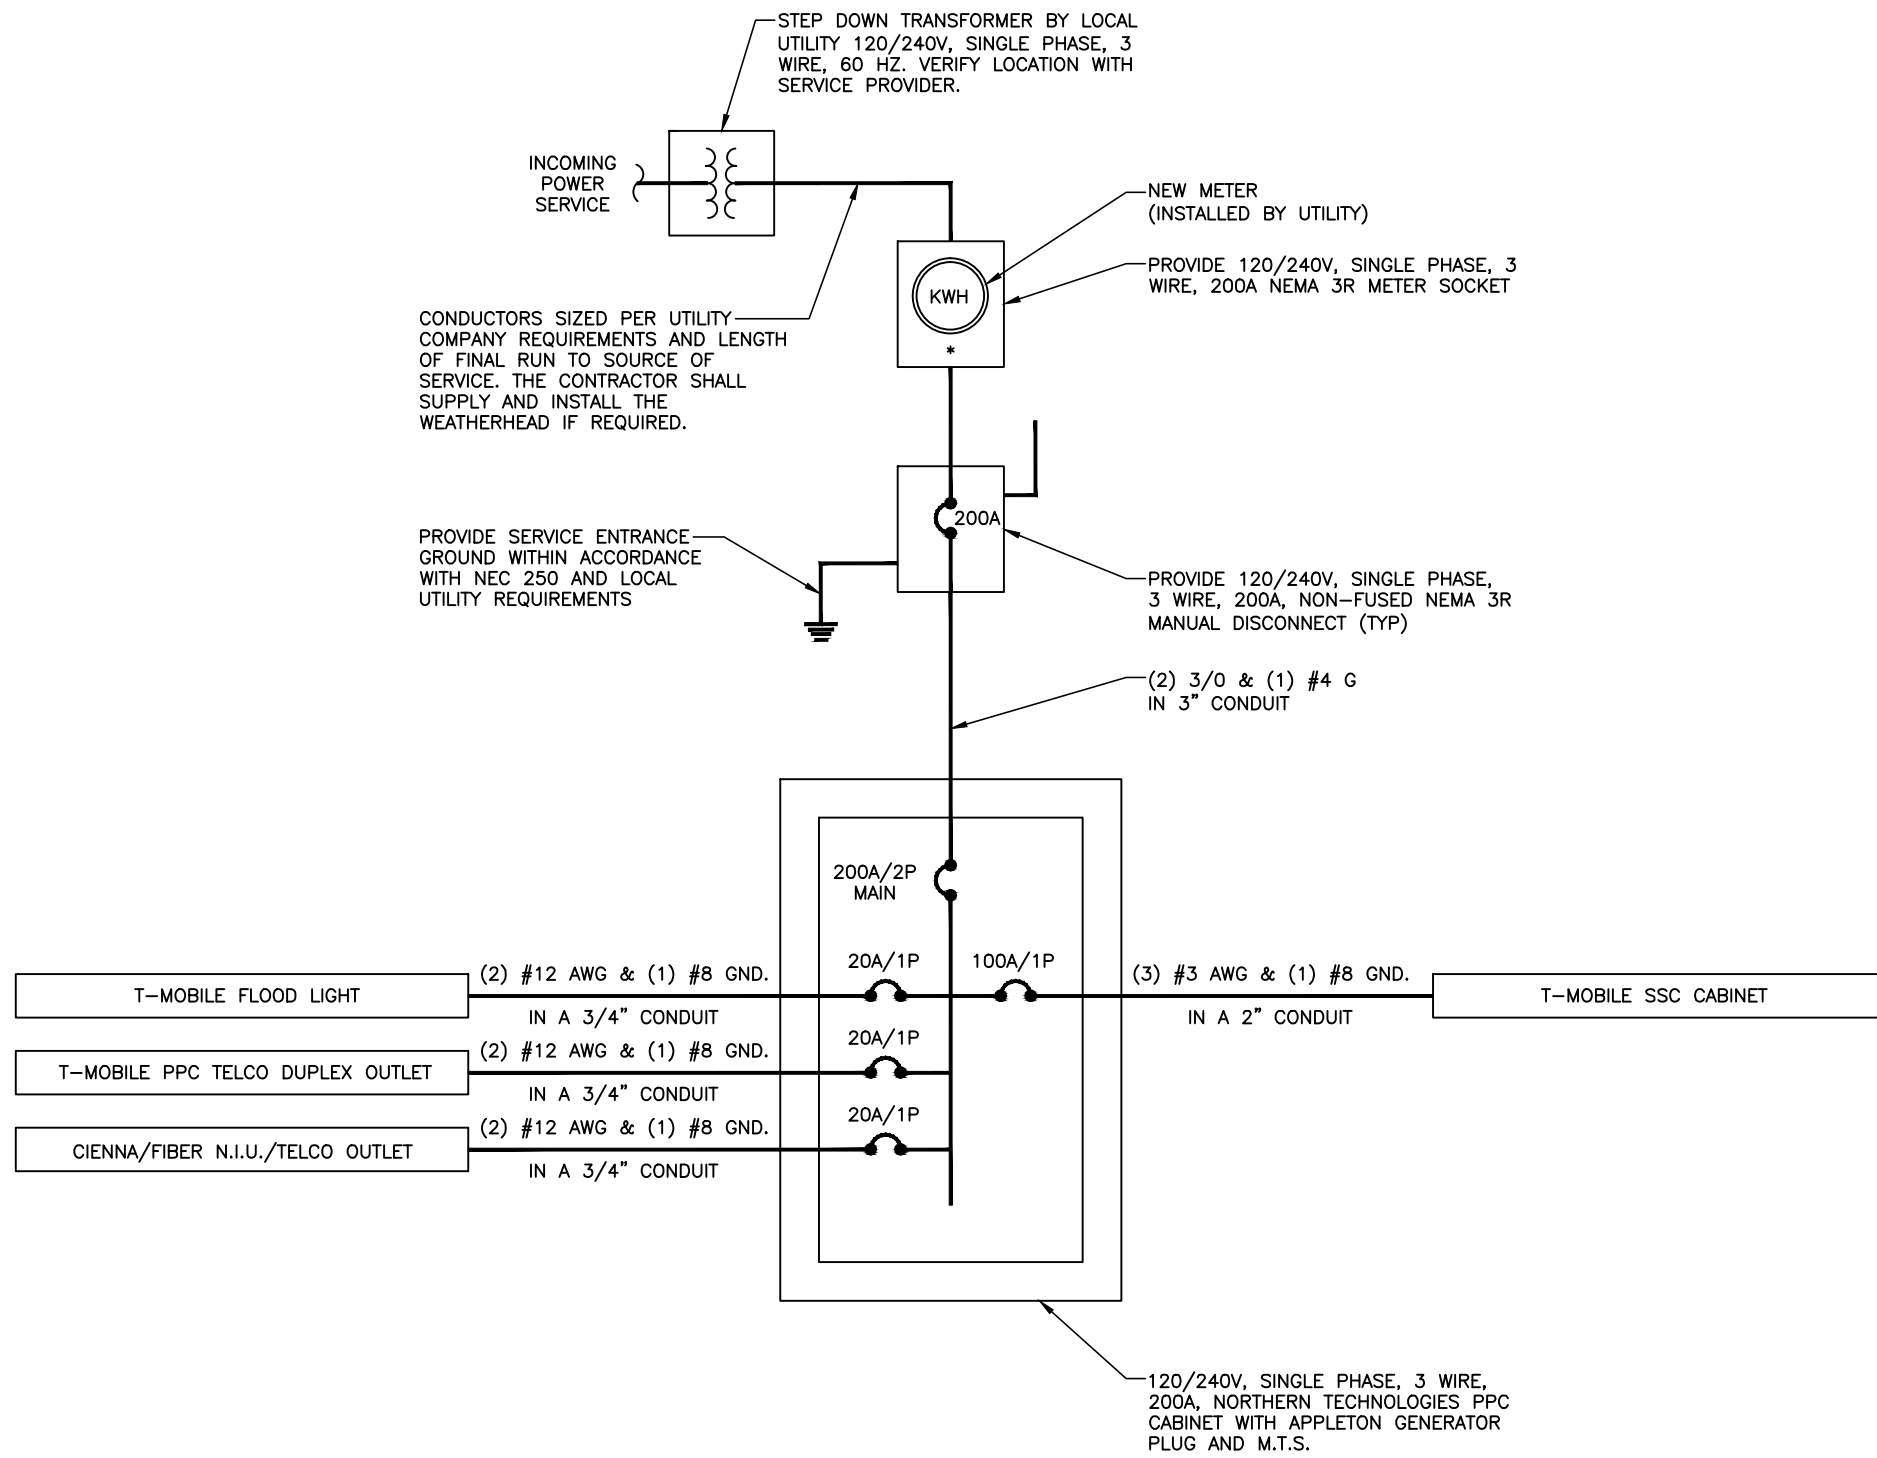 STEP DOWN TRANSFORMER BY LOCAL
UTILITY 120/240V, SINGLE PHASE, 3
WIRE, 60 HZ. VERIFY LOCATION WITH
SERVICE PROVIDER.
INCOMING
POWER
SERVICE
NEW METER
(INSTALLED BY UTILITY)
PROVIDE 120/240V, SINGLE PHASE, 3
WIRE, 200A NEMA 3R METER SOCKET
KWH
*
CONDUCTORS SIZED PER UTILITY
COMPANY REQUIREMENTS AND LENGTH
OF FINAL RUN TO SOURCE OF
SERVICE. THE CONTRACTOR SHALL
SUPPLY AND INSTALL THE
WEATHERHEAD IF REQUIRED.
200A
PROVIDE SERVICE ENTRANCE
GROUND WITHIN ACCORDANCE
WITH NEC 250 AND LOCAL
UTILITY REQUIREMENTS
PROVIDE 120/240V, SINGLE PHASE,
3 WIRE, 200A, NON-FUSED NEMA 3R
MANUAL DISCONNECT (TYP)
(2) 3/0 & (1) #4 G
IN 3" CONDUIT
200A/2P
MAIN
T-MOBILE FLOOD LIGHT
(2) #12 AWG & (1) #8 GND.
IN A 3/4" CONDUIT
20A/1P
100A/1P
(3) #3 AWG & (1) #8 GND.
IN A 2" CONDUIT
T-MOBILE SSC CABINET
T-MOBILE PPC TELCO DUPLEX OUTLET
(2) #12 AWG & (1) #8 GND.
IN A 3/4" CONDUIT
20A/1P
CIENNA/FIBER N.I.U./TELCO OUTLET
(2) #12 AWG & (1) #8 GND.
IN A 3/4" CONDUIT
20A/1P
120/240V, SINGLE PHASE, 3 WIRE,
200A, NORTHERN TECHNOLOGIES PPC
CABINET WITH APPLETON GENERATOR
PLUG AND M.T.S.